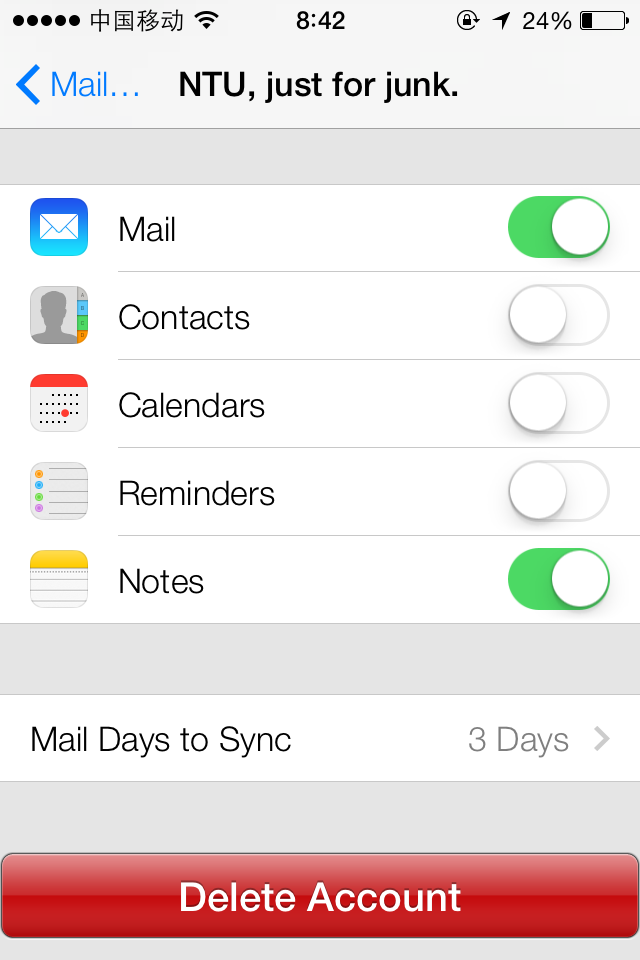 中国移动 8:42 24%
Mail... NTU, just for junk.
Mail
Contacts
Calendars
Reminders
Notes
Mail Days to Sync 3 Days
Delete Account